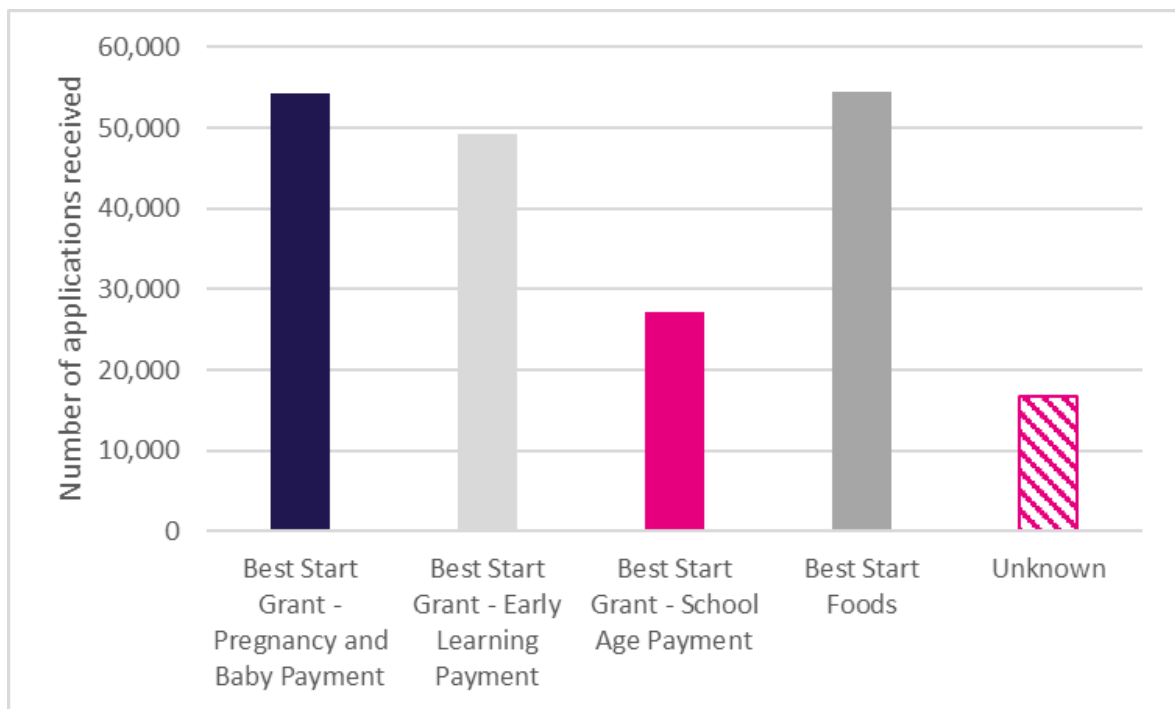 Number of applications received
60,000
50,000
40,000
30,000
20,000
10,000
0
Best Start
Grant -
Pregnancy and
Baby Payment
Best Start
Grant - Early
Learning
Payment
Best Start
Grant - School
Age Payment
Best Start
Foods
Unknown